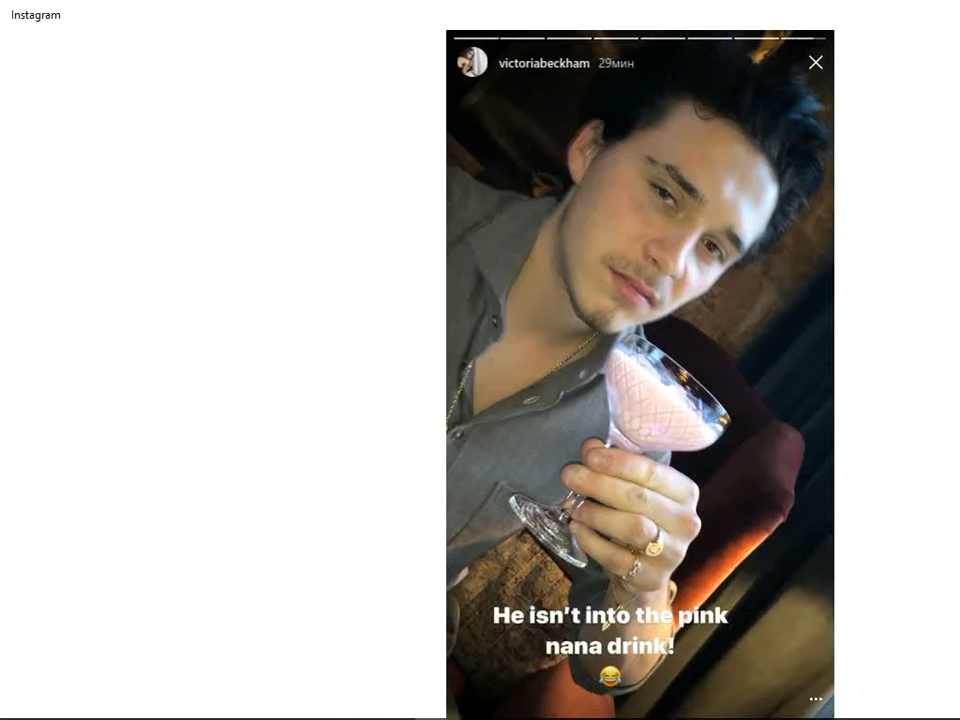 Instagram
victoriabeckham 29мин
He isn't into the pink
nana drink!
😂